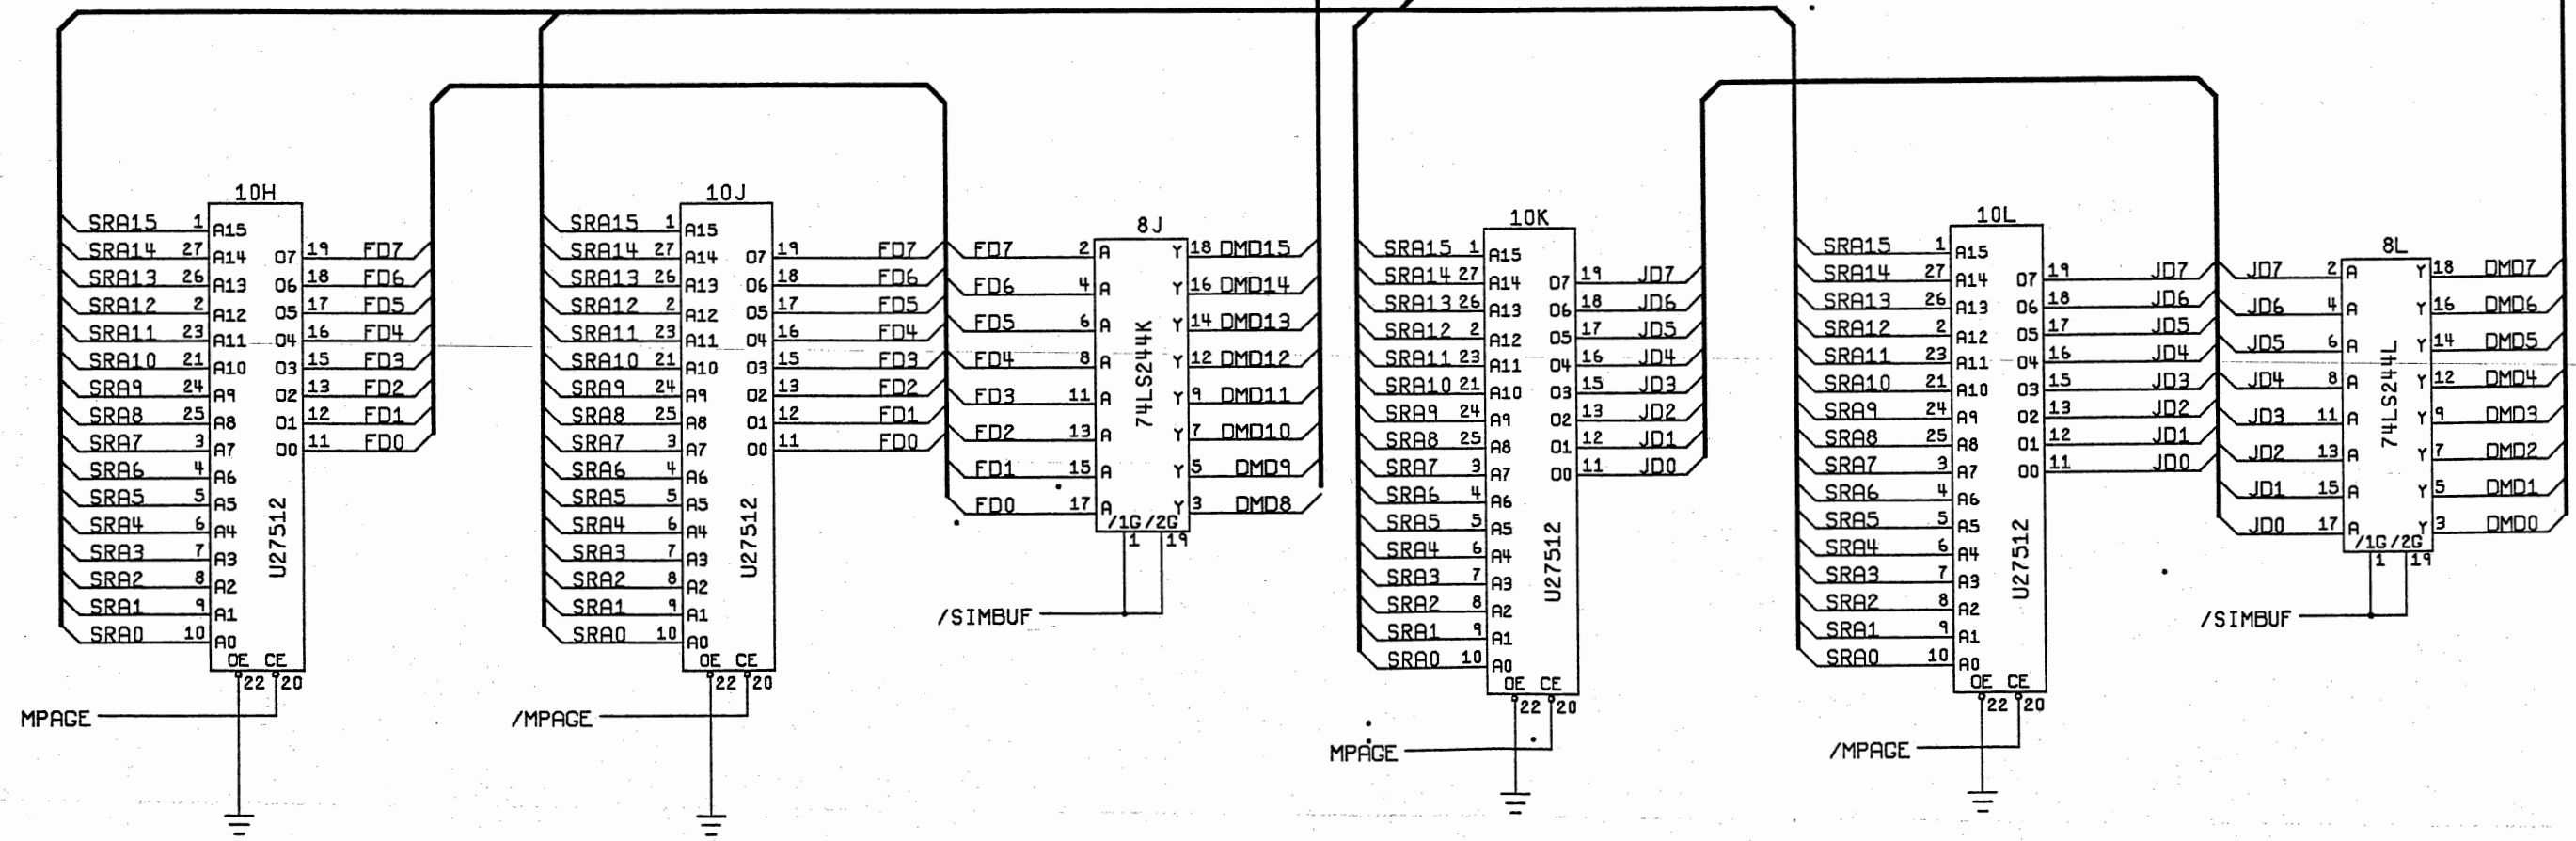 10H
SRA15 1 A15
SRA14 27 A14 O7 19 FD7
SRA13 26 A13 O6 18 FD6
SRA12 2 A12 O5 17 FD5
SRA11 23 A11 O4 16 FD4
SRA10 21 A10 O3 15 FD3
SRA9 24 A9 O2 13 FD2
SRA8 25 A8 O1 12 FD1
SRA7 3 A7 O0 11 FD0
SRA6 4 A6
SRA5 5 A5
SRA4 6 A4
SRA3 7 A3
SRA2 8 A2
SRA1 9 A1
SRA0 10 A0
U27512
OE CE
22 20
MPAGE
10J
SRA15 1 A15
SRA14 27 A14 O7 19 FD7
SRA13 26 A13 O6 18 FD6
SRA12 2 A12 O5 17 FD5
SRA11 23 A11 O4 16 FD4
SRA10 21 A10 O3 15 FD3
SRA9 24 A9 O2 13 FD2
SRA8 25 A8 O1 12 FD1
SRA7 3 A7 O0 11 FD0
SRA6 4 A6
SRA5 5 A5
SRA4 6 A4
SRA3 7 A3
SRA2 8 A2
SRA1 9 A1
SRA0 10 A0
U27512
OE CE
22 20
/MPAGE
8J
FD7 2 A Y 18 DMD15
FD6 4 A Y 16 DMD14
FD5 6 A Y 14 DMD13
FD4 8 A Y 12 DMD12
FD3 11 A Y 9 DMD11
FD2 13 A Y 7 DMD10
FD1 15 A Y 5 DMD9
FD0 17 A Y 3 DMD8
74LS244K
/1G /2G
1 19
/SIMBUF
10K
SRA15 1 A15
SRA14 27 A14 O7 19 JD7
SRA13 26 A13 O6 18 JD6
SRA12 2 A12 O5 17 JD5
SRA11 23 A11 O4 16 JD4
SRA10 21 A10 O3 15 JD3
SRA9 24 A9 O2 13 JD2
SRA8 25 A8 O1 12 JD1
SRA7 3 A7 O0 11 JD0
SRA6 4 A6
SRA5 5 A5
SRA4 6 A4
SRA3 7 A3
SRA2 8 A2
SRA1 9 A1
SRA0 10 A0
U27512
OE CE
22 20
MPAGE
10L
SRA15 1 A15
SRA14 27 A14 O7 19 JD7
SRA13 26 A13 O6 18 JD6
SRA12 2 A12 O5 17 JD5
SRA11 23 A11 O4 16 JD4
SRA10 21 A10 O3 15 JD3
SRA9 24 A9 O2 13 JD2
SRA8 25 A8 O1 12 JD1
SRA7 3 A7 O0 11 JD0
SRA6 4 A6
SRA5 5 A5
SRA4 6 A4
SRA3 7 A3
SRA2 8 A2
SRA1 9 A1
SRA0 10 A0
U27512
OE CE
22 20
/MPAGE
8L
JD7 2 A Y 18 DMD7
JD6 4 A Y 16 DMD6
JD5 6 A Y 14 DMD5
JD4 8 A Y 12 DMD4
JD3 11 A Y 9 DMD3
JD2 13 A Y 7 DMD2
JD1 15 A Y 5 DMD1
JD0 17 A Y 3 DMD0
74LS244L
/1G /2G
1 19
/SIMBUF